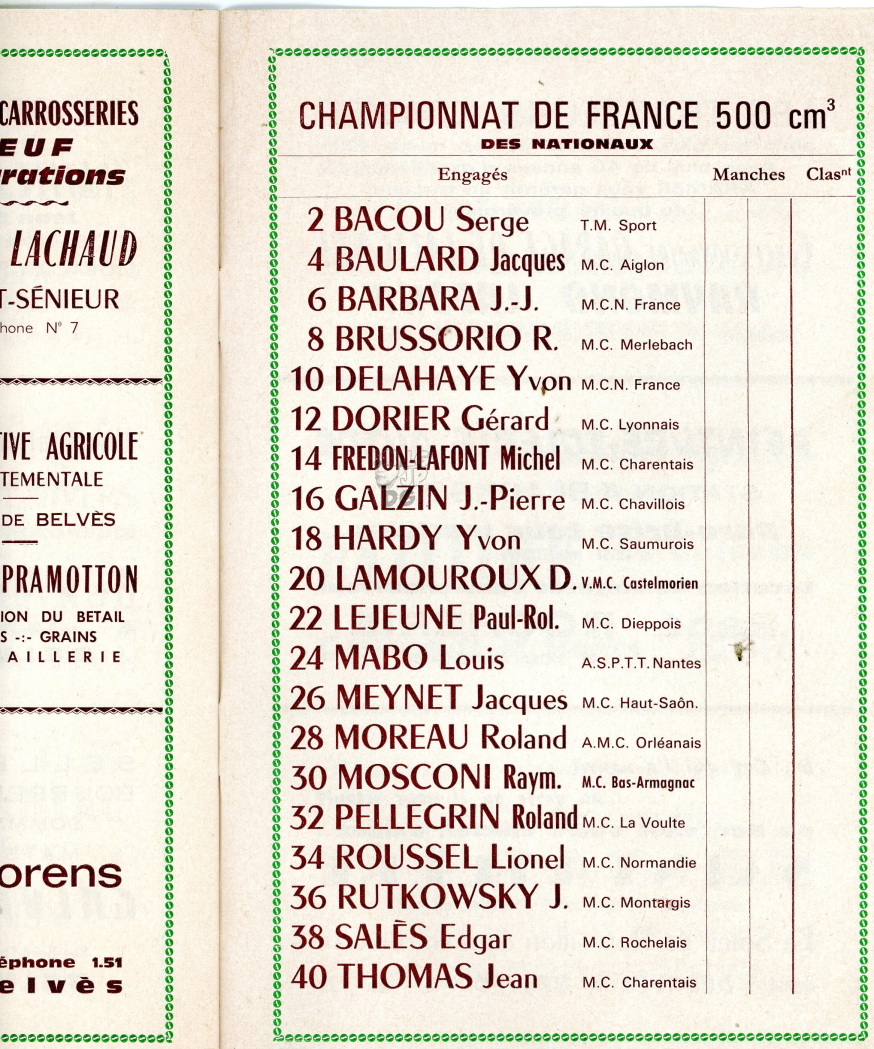 CARROSSERIES
EUF
rations
LACHAUD
T-SÉNIEUR
hone N° 7
TIVE AGRICOLE
TEMENTALE
DE BELVÈS
PRAMOTTON
ION DU BETAIL
S -:- GRAINS
AILLERIE
orens
éphone 1.51
elvès
CHAMPIONNAT DE FRANCE 500 cm³
DES NATIONAUX
Engagés Manches Clasnt
2 BACOU Serge T.M. Sport
4 BAULARD Jacques M.C. Aiglon
6 BARBARA J.-J. M.C.N. France
8 BRUSSORIO R. M.C. Merlebach
10 DELAHAYE Yvon M.C.N. France
12 DORIER Gérard M.C. Lyonnais
14 FREDON-LAFONT Michel M.C. Charentais
16 GALZIN J.-Pierre M.C. Chavillois
18 HARDY Yvon M.C. Saumurois
20 LAMOUROUX D. V.M.C. Castelmorien
22 LEJEUNE Paul-Rol. M.C. Dieppois
24 MABO Louis A.S.P.T.T. Nantes
26 MEYNET Jacques M.C. Haut-Saôn.
28 MOREAU Roland A.M.C. Orléanais
30 MOSCONI Raym. M.C. Bas-Armagnac
32 PELLEGRIN Roland M.C. La Voulte
34 ROUSSEL Lionel M.C. Normandie
36 RUTKOWSKY J. M.C. Montargis
38 SALÈS Edgar M.C. Rochelais
40 THOMAS Jean M.C. Charentais